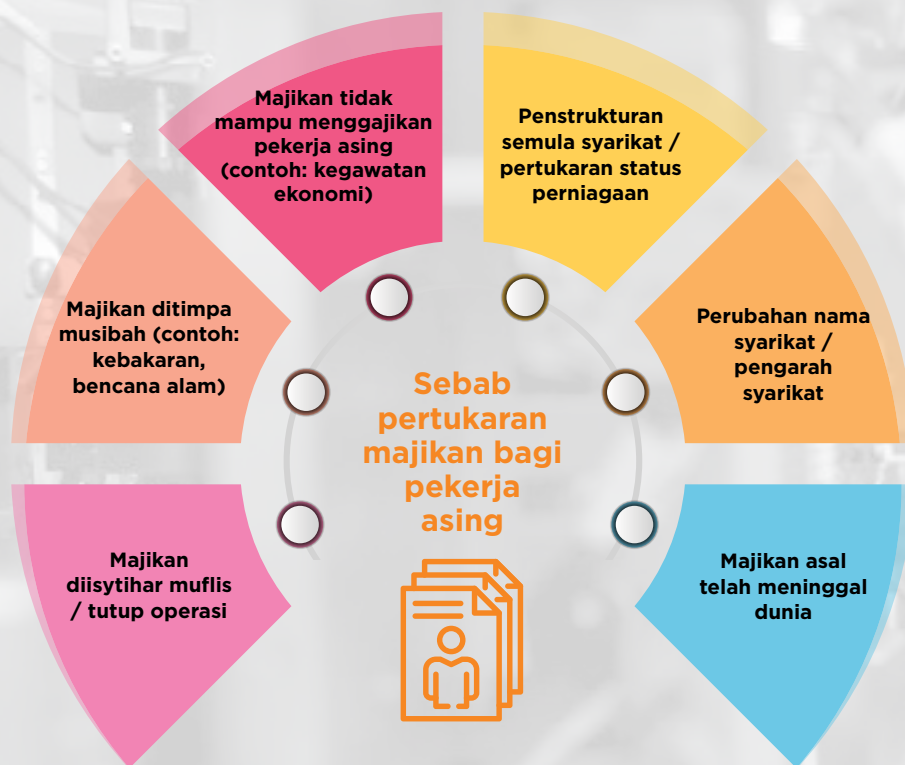 Majikan tidak
mampu menggajikan
pekerja asing
(contoh: kegawatan
ekonomi)
Penstrukturan
semula syarikat /
pertukaran status
perniagaan
Majikan ditimpa
musibah (contoh:
kebakaran,
bencana alam)
Perubahan nama
syarikat /
pengarah
syarikat
Sebab
pertukaran
majikan bagi
pekerja
asing
Majikan
diisytihar muflis
/ tutup operasi
Majikan asal
telah meninggal
dunia